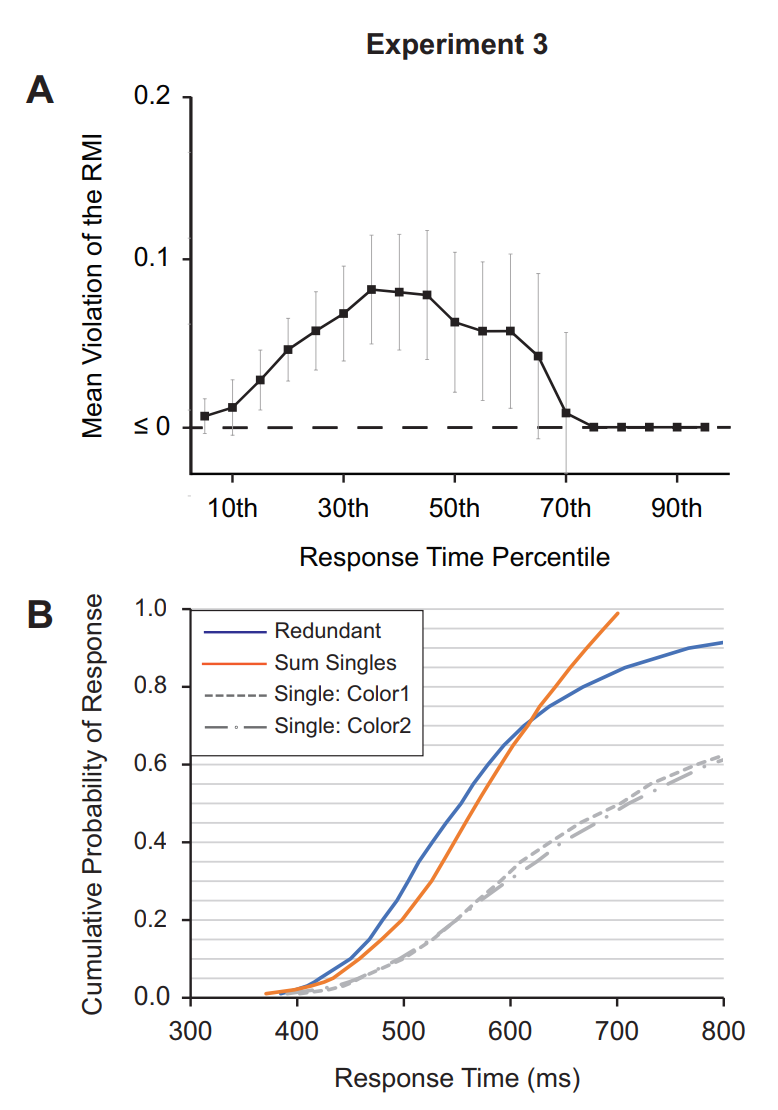 Experiment 3
A
Mean Violation of the RMI
0.2
0.1
≤ 0
10th 30th 50th 70th 90th
Response Time Percentile
B
Cumulative Probability of Response
1.0
0.8
0.6
0.4
0.2
0.0
Redundant
Sum Singles
Single: Color1
Single: Color2
300 400 500 600 700 800
Response Time (ms)